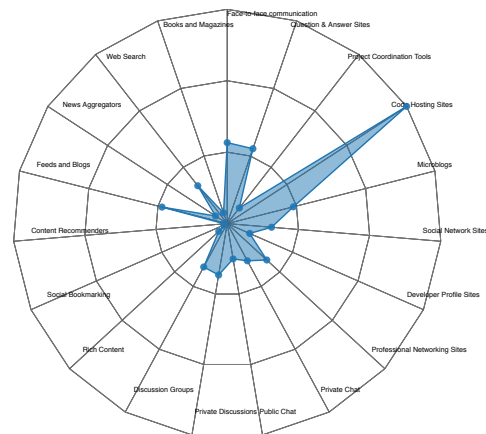 Face-to-face communication
Books and Magazines
Question & Answer Sites
Web Search
Project Coordination Tools
News Aggregators
Code Hosting Sites
Feeds and Blogs
Microblogs
Content Recommenders
Social Network Sites
Social Bookmarking
Developer Profile Sites
Rich Content
Professional Networking Sites
Discussion Groups
Private Chat
Private Discussions
Public Chat